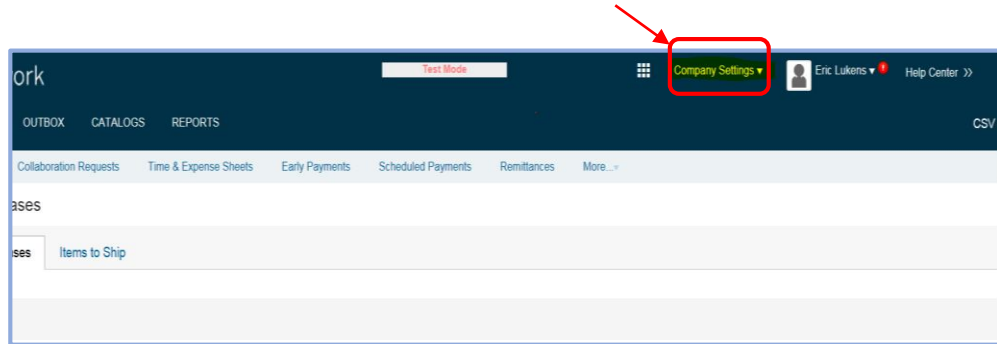 ork Test Mode Company Settings ▾ Eric Lukens ▾ Help Center >>
OUTBOX CATALOGS REPORTS CSV
Collaboration Requests Time & Expense Sheets Early Payments Scheduled Payments Remittances More...
ases
ses Items to Ship